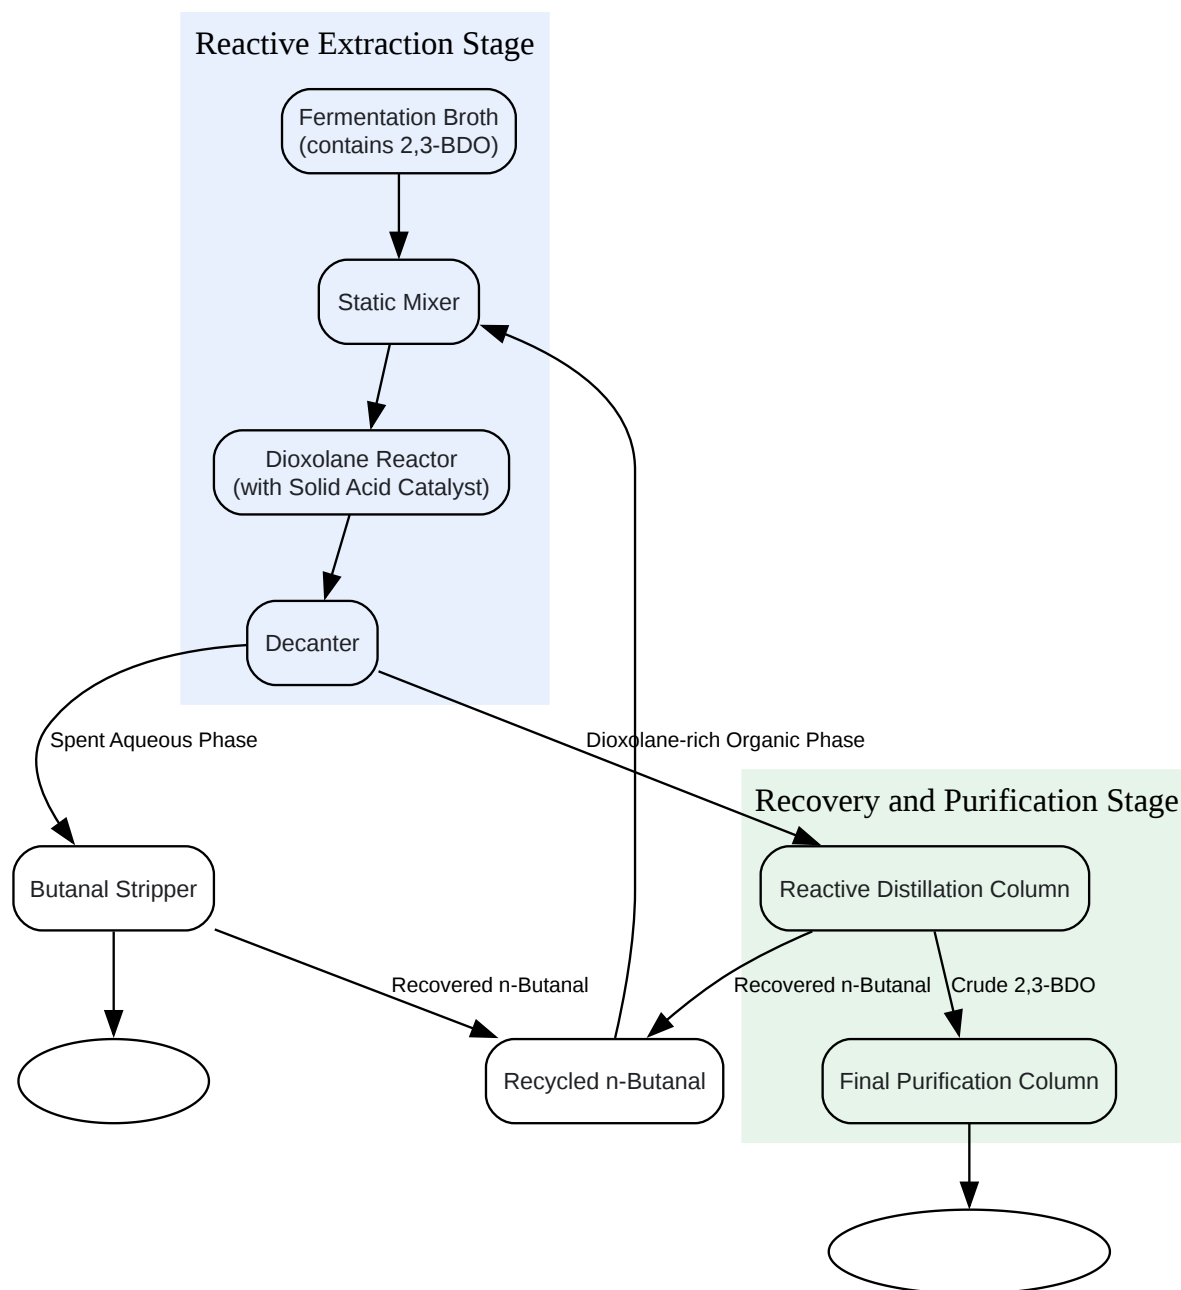 Reactive Extraction Stage
Fermentation Broth
(contains 2,3-BDO)
Static Mixer
Dioxolane Reactor
(with Solid Acid Catalyst)
Decanter
Spent Aqueous Phase
Dioxolane-rich Organic Phase
Recovery and Purification Stage
Butanal Stripper
Reactive Distillation Column
Recovered n-Butanal
Recovered n-Butanal
Crude 2,3-BDO
Recycled n-Butanal
Final Purification Column